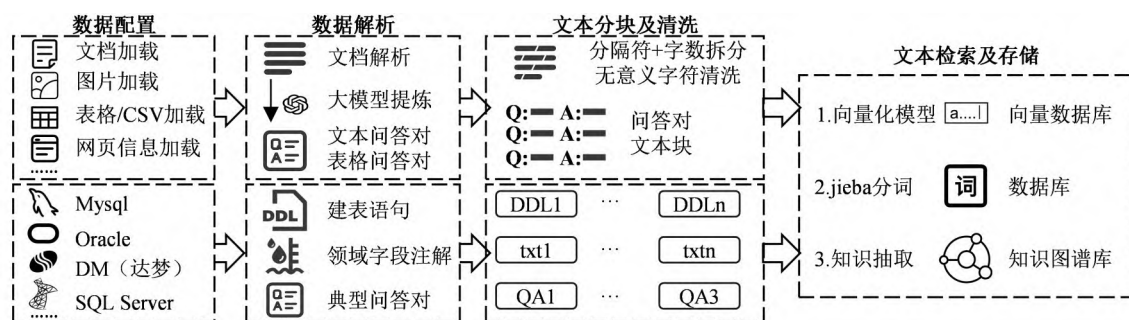 数据配置
文档加载
图片加载
表格/CSV加载
网页信息加载
......
Mysql
Oracle
DM（达梦）
SQL Server
......
数据解析
文档解析
大模型提炼
Q=
A=
文本问答对
表格问答对
DDL
建表语句
领域字段注解
Q=
A=
典型问答对
文本分块及清洗
分隔符+字数拆分
无意义字符清洗
Q: A:
Q: A:
Q: A:
问答对
文本块
DDL1 ... DDLn
txt1 ... txtn
QA1 ... QA3
文本检索及存储
1.向量化模型 a....l 向量数据库
2.jieba分词 词 数据库
3.知识抽取 知识图谱库